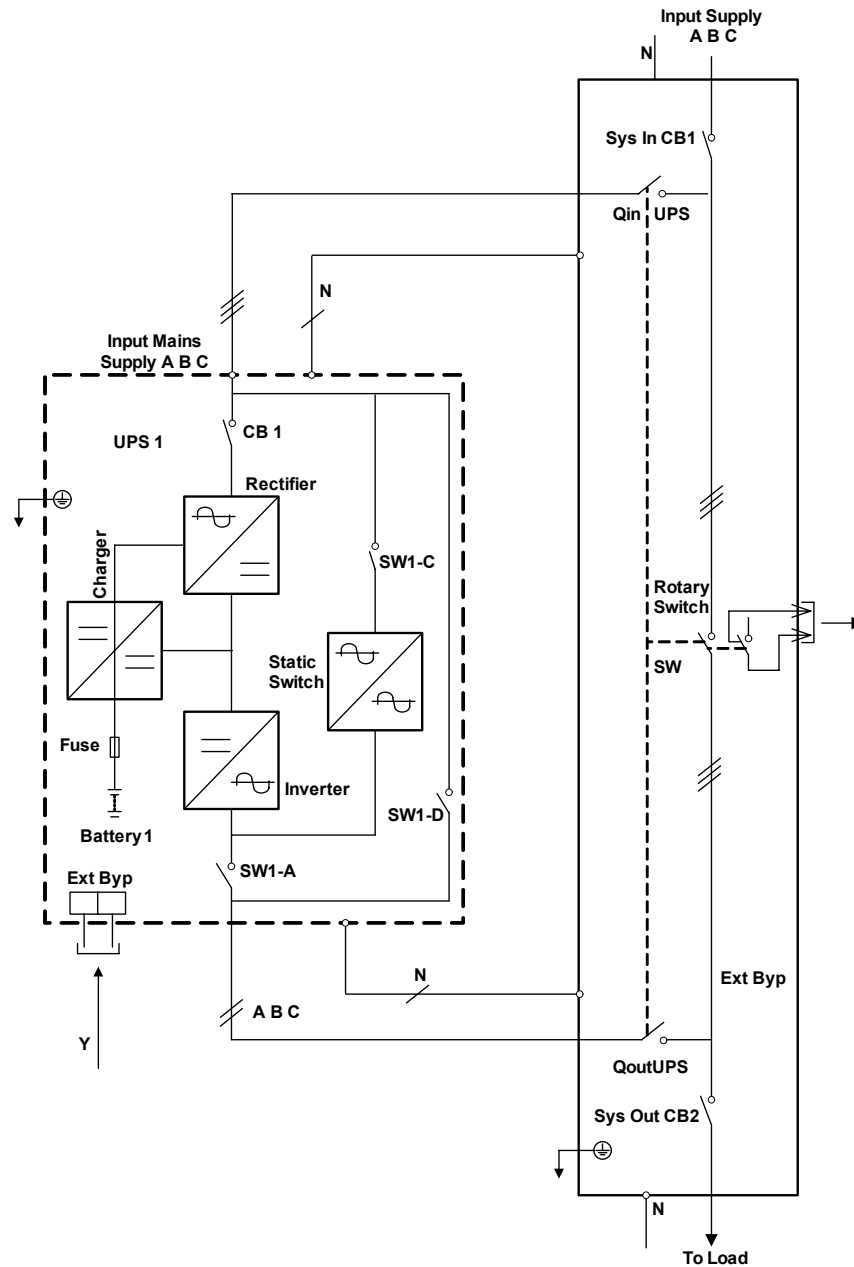 Input Supply
A B C
N
Sys In CB1
Qin UPS
N
Input Mains
Supply A B C
UPS 1
CB 1
Rectifier
Charger
SW1-C
Rotary
Switch
SW
Static
Switch
Fuse
Inverter
SW1-D
Battery 1
SW1-A
Ext Byp
N
Ext Byp
A B C
Y
QoutUPS
Sys Out CB2
N
To Load